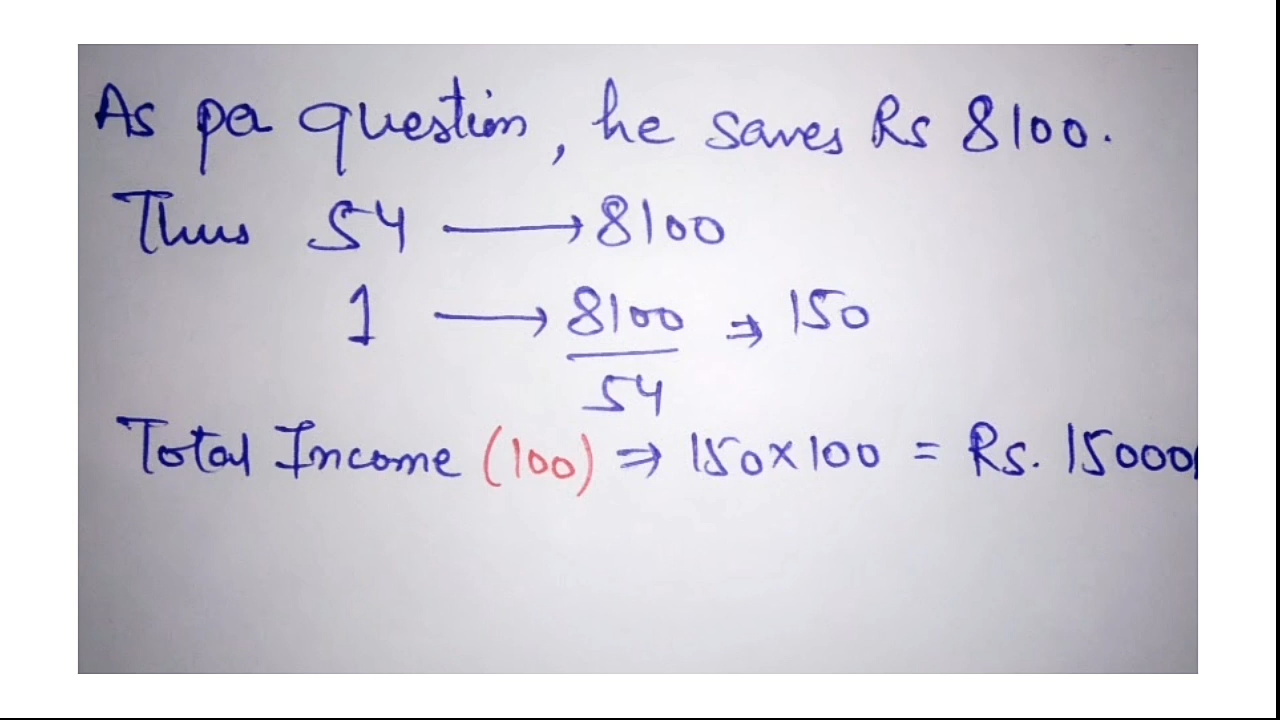 As per question, he saves Rs 8100.
Thus 54 ⟶ 8100
1 ⟶ 8100/54 ⇒ 150
Total Income (100) ⇒ 150×100 = Rs. 15000